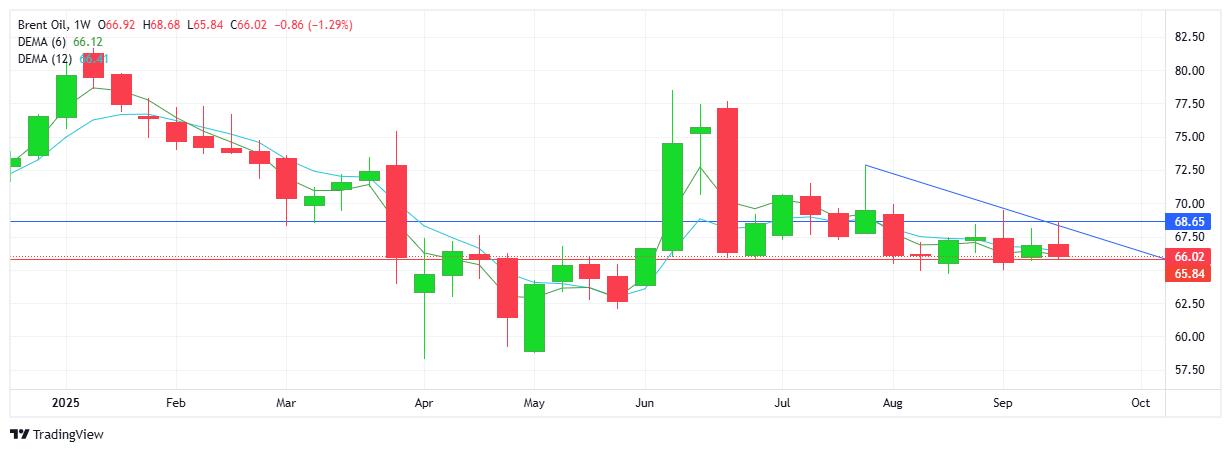 Brent Oil, 1W O66.92 H68.68 L65.84 C66.02 −0.86 (−1.29%)
DEMA (6) 66.12
DEMA (12) 66.41
82.50
80.00
77.50
75.00
72.50
70.00
68.65
67.50
66.02
65.84
62.50
60.00
57.50
2025 Feb Mar Apr May Jun Jul Aug Sep Oct
TradingView